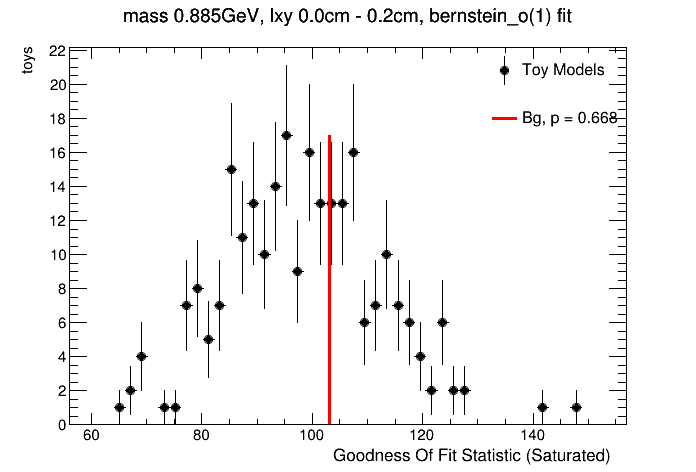 mass 0.885GeV, lxy 0.0cm - 0.2cm, bernstein_o(1) fit
toys
22
20
18
16
14
12
10
8
6
4
2
0
Toy Models
Bg, p = 0.668
60 80 100 120 140
Goodness Of Fit Statistic (Saturated)